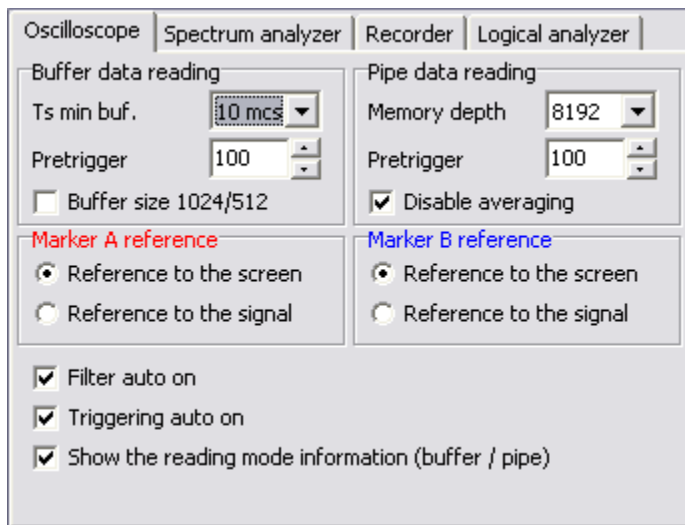 Oscilloscope Spectrum analyzer Recorder Logical analyzer
Buffer data reading
Ts min buf. 10 mcs
Pretrigger 100
Buffer size 1024/512
Pipe data reading
Memory depth 8192
Pretrigger 100
Disable averaging
Marker A reference
Reference to the screen
Reference to the signal
Marker B reference
Reference to the screen
Reference to the signal
Filter auto on
Triggering auto on
Show the reading mode information (buffer / pipe)